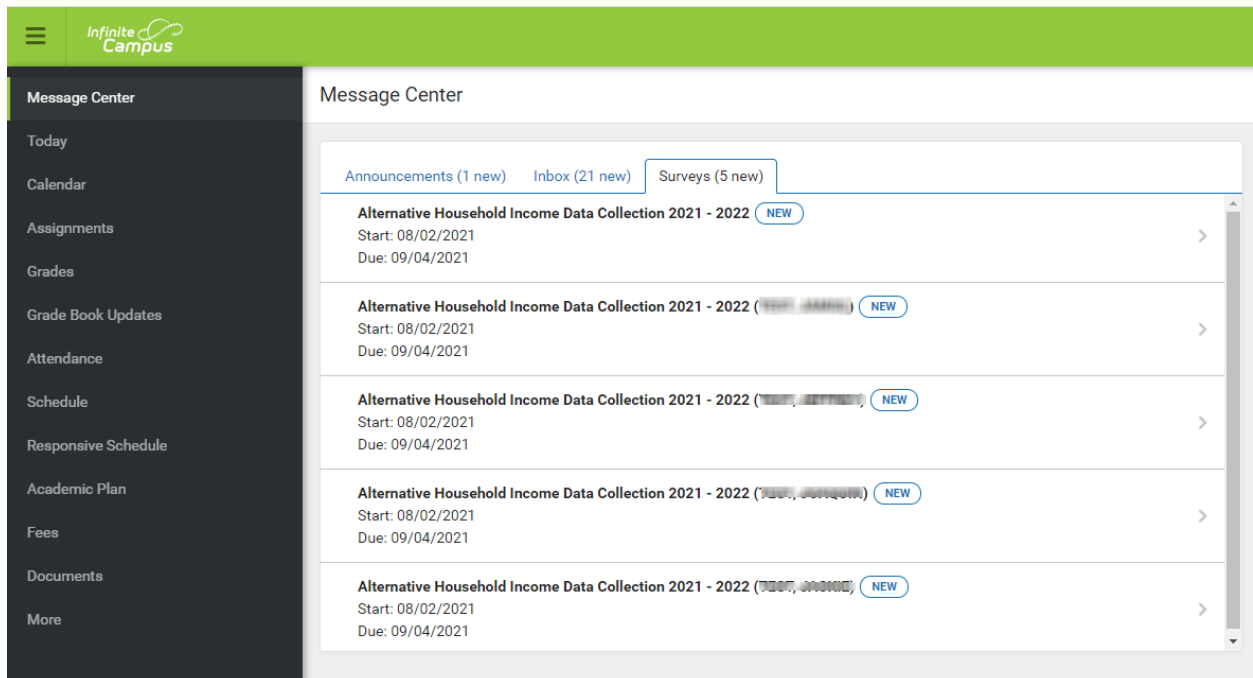 Infinite
Campus
Message Center
Today
Calendar
Assignments
Grades
Grade Book Updates
Attendance
Schedule
Responsive Schedule
Academic Plan
Fees
Documents
More
Message Center
Announcements (1 new) Inbox (21 new) Surveys (5 new)
Alternative Household Income Data Collection 2021 - 2022 NEW
Start: 08/02/2021
Due: 09/04/2021
Alternative Household Income Data Collection 2021 - 2022 ( ) NEW
Start: 08/02/2021
Due: 09/04/2021
Alternative Household Income Data Collection 2021 - 2022 ( ) NEW
Start: 08/02/2021
Due: 09/04/2021
Alternative Household Income Data Collection 2021 - 2022 ( ) NEW
Start: 08/02/2021
Due: 09/04/2021
Alternative Household Income Data Collection 2021 - 2022 ( ) NEW
Start: 08/02/2021
Due: 09/04/2021